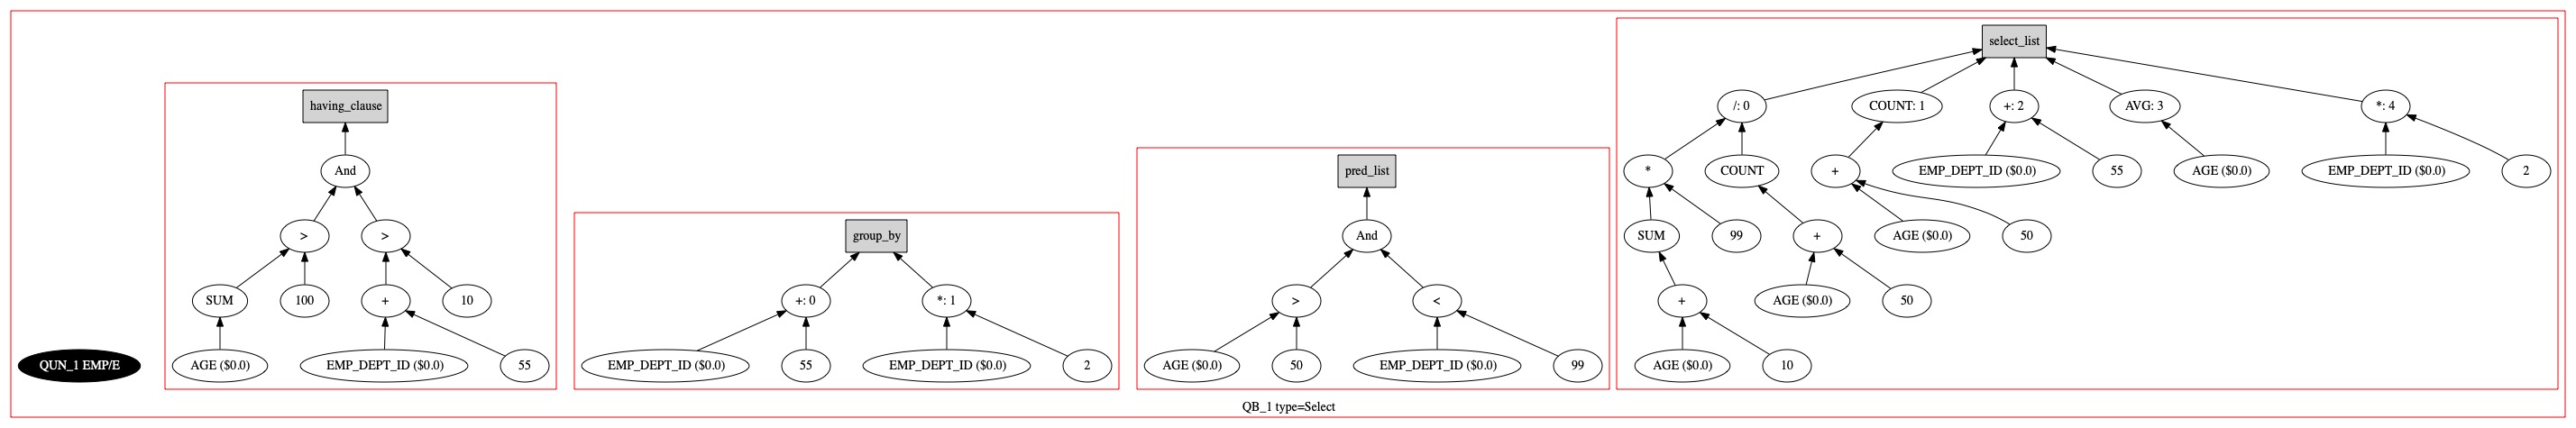 select_list
having_clause
/: 0
COUNT: 1
+: 2
AVG: 3
*: 4
And
pred_list
*
COUNT
+
EMP_DEPT_ID ($0.0)
55
AGE ($0.0)
EMP_DEPT_ID ($0.0)
2
>
>
group_by
And
SUM
99
+
AGE ($0.0)
50
SUM
100
+
10
+: 0
*: 1
>
<
+
AGE ($0.0)
50
QUN_1 EMP/E
AGE ($0.0)
EMP_DEPT_ID ($0.0)
55
EMP_DEPT_ID ($0.0)
55
EMP_DEPT_ID ($0.0)
2
AGE ($0.0)
50
EMP_DEPT_ID ($0.0)
99
AGE ($0.0)
10
QB_1 type=Select